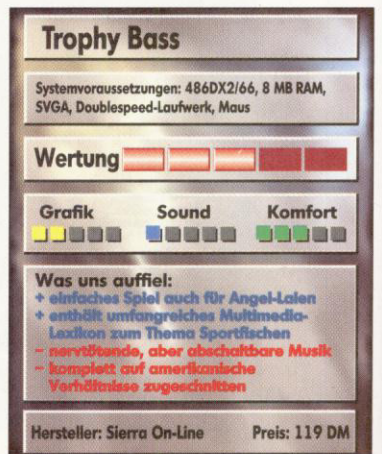 Trophy Bass
Systemvoraussetzungen: 486DX2/66, 8 MB RAM,
SVGA, Doublespeed-Laufwerk, Maus
Wertung
Grafik Sound Komfort
Was uns auffiel:
+ einfaches Spiel auch für Angel-Laien
+ enthält umfangreiches Multimedia-
Lexikon zum Thema Sportfischen
– nervtötende, aber abschaltbare Musik
– komplett auf amerikanische
Verhältnisse zugeschnitten
Hersteller: Sierra On-Line Preis: 119 DM